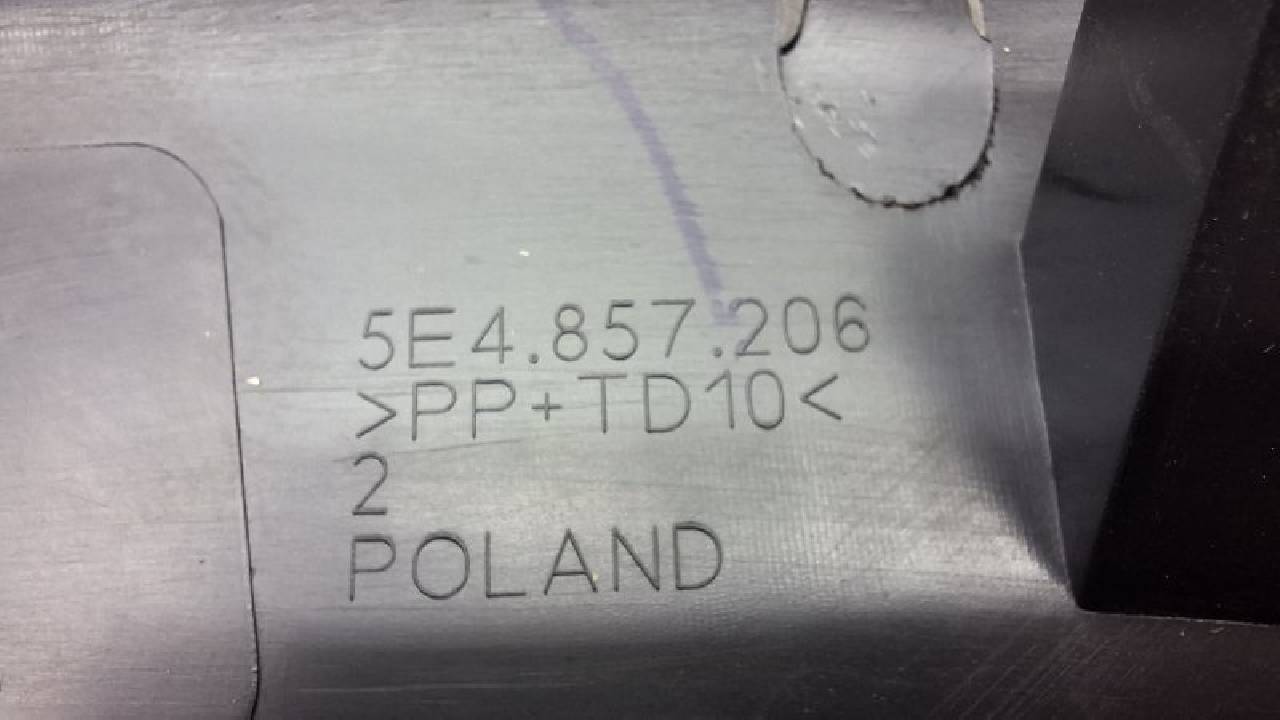 5E4.857.206
>PP+TD10<
2
POLAND